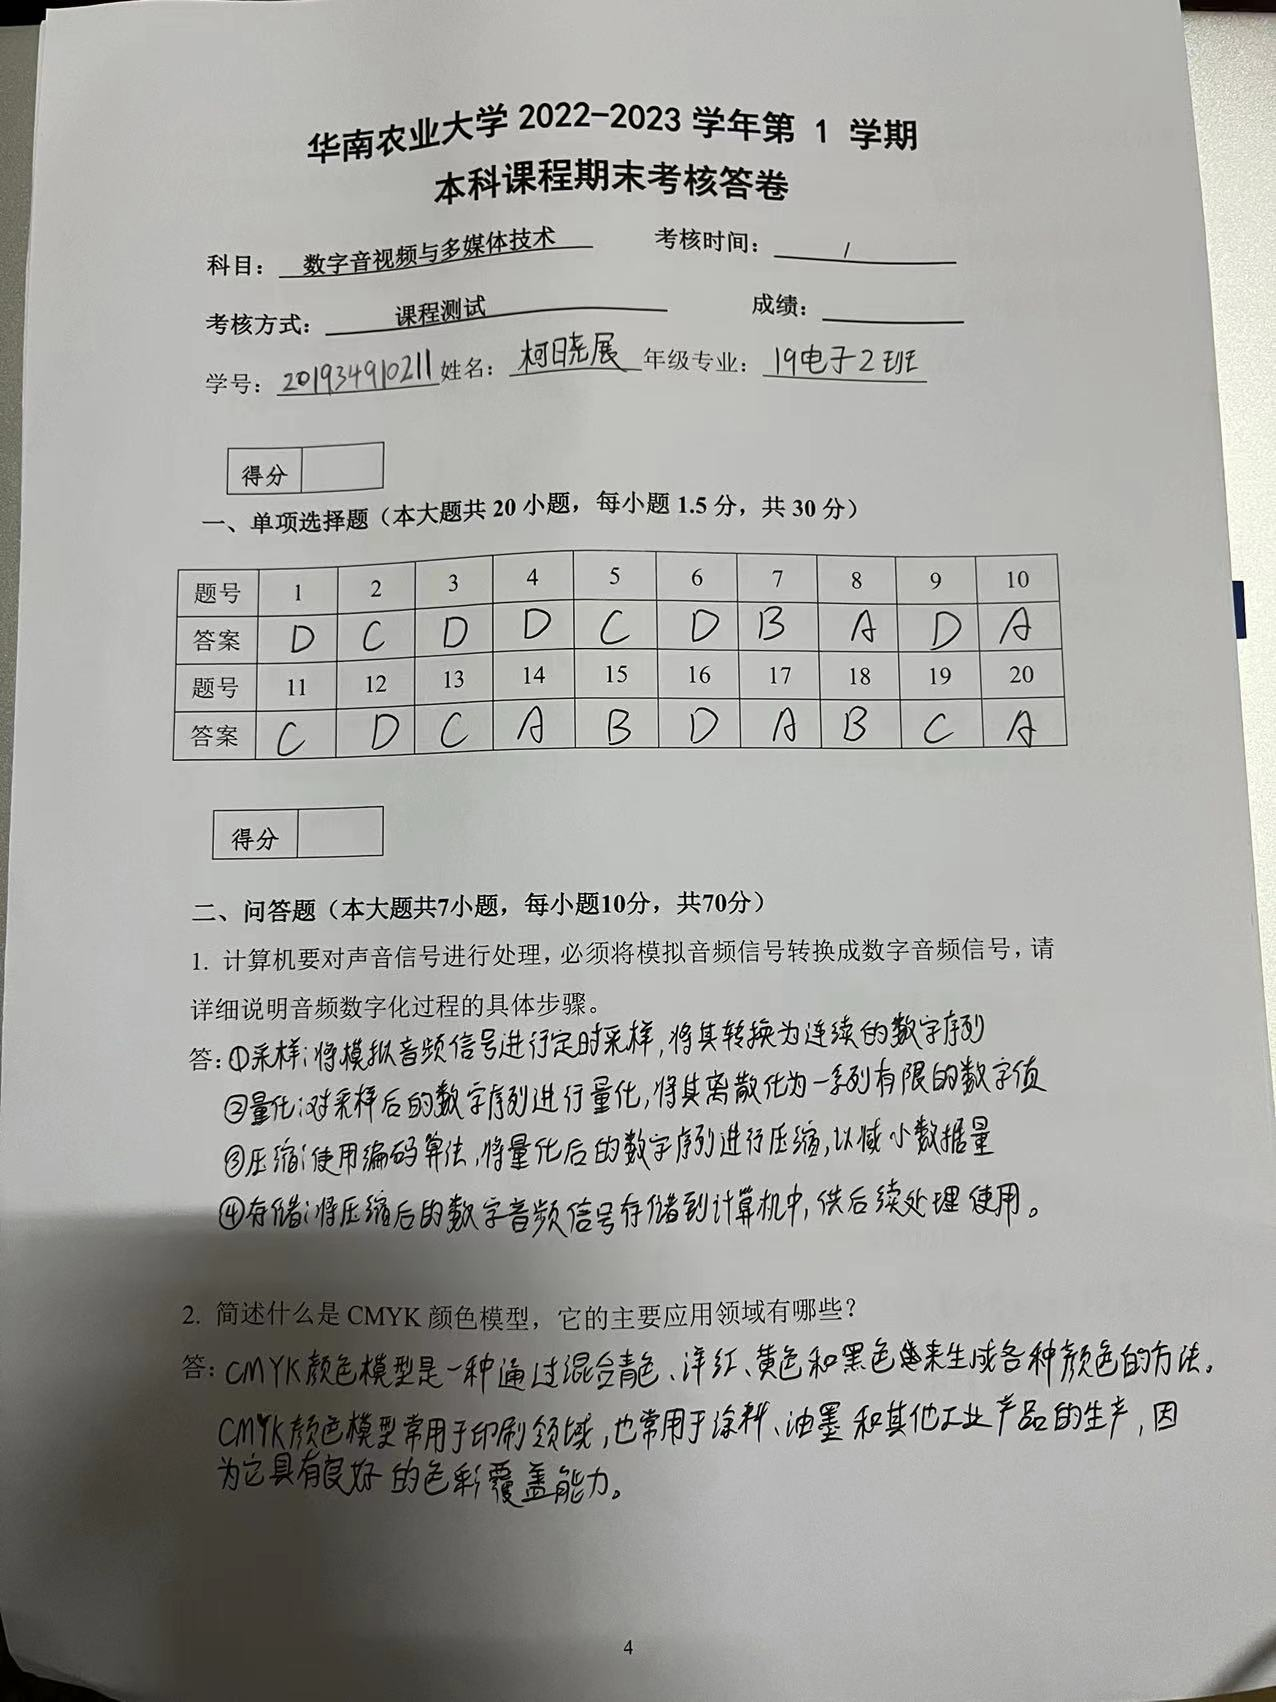 华南农业大学 2022-2023 学年第 1 学期
本科课程期末考核答卷
科目： 数字音视频与多媒体技术 考核时间： /
考核方式： 课程测试 成绩：
学号： 201934910211 姓名： 柯晓展 年级专业： 19电子2班
得分
一、单项选择题（本大题共 20 小题，每小题 1.5 分，共 30 分）
题号 1 2 3 4 5 6 7 8 9 10
答案 D C D D C D B A D A
题号 11 12 13 14 15 16 17 18 19 20
答案 C D C A B D A B C A
得分
二、问答题（本大题共7小题，每小题10分，共70分）
1. 计算机要对声音信号进行处理，必须将模拟音频信号转换成数字音频信号，请
详细说明音频数字化过程的具体步骤。
答：①采样：将模拟音频信号进行定时采样，将其转换为连续的数字序列
②量化：对采样后的数字序列进行量化，将其离散化为一系列有限的数字值
③压缩：使用编码算法，将量化后的数字序列进行压缩，以减小数据量
④存储：将压缩后的数字音频信号存储到计算机中，供后续处理使用。
2. 简述什么是 CMYK 颜色模型，它的主要应用领域有哪些？
答：CMYK颜色模型是一种通过混合青色、洋红、黄色和黑色来生成各种颜色的方法。
CMYK颜色模型常用于印刷领域，也常用于涂料、油墨和其他工业产品的生产，因
为它具有良好的色彩覆盖能力。
4